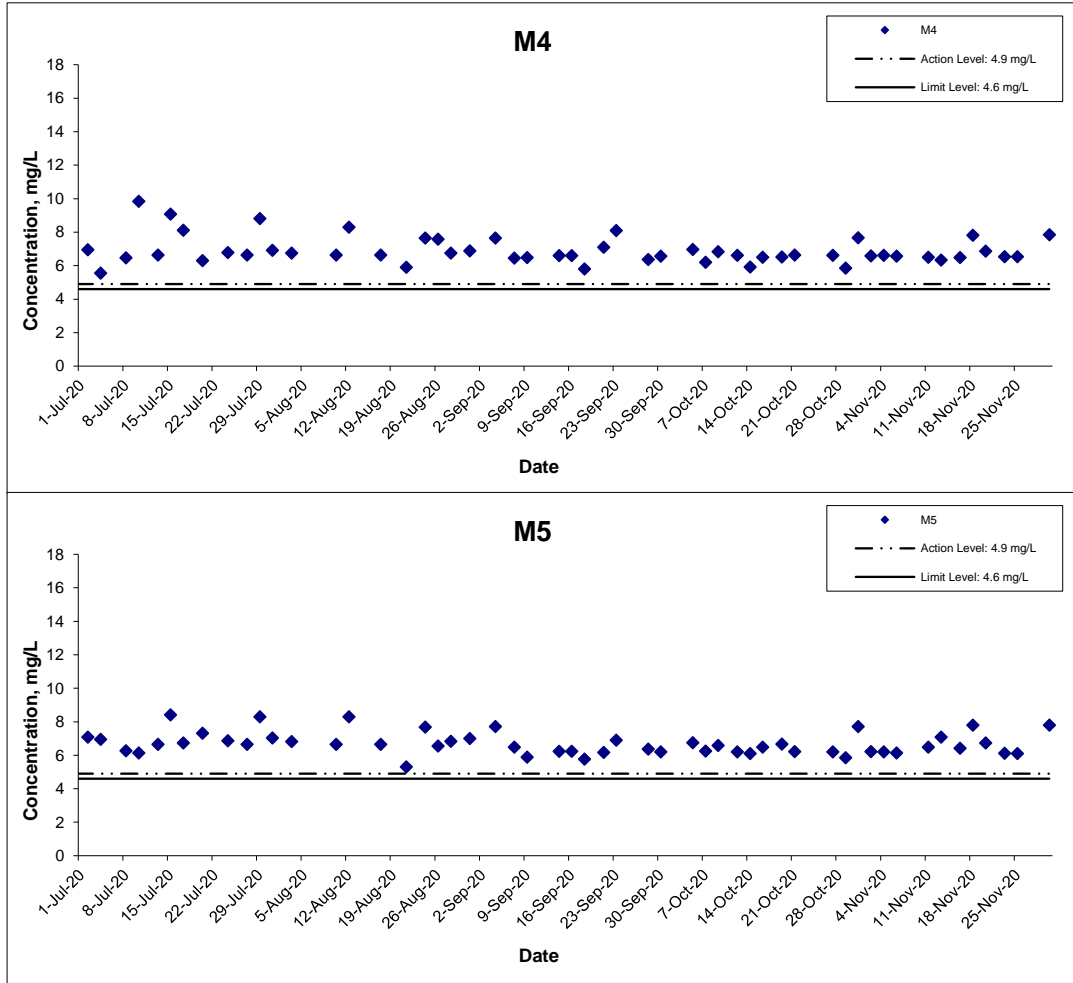 M4
M4
Action Level: 4.9 mg/L
Limit Level: 4.6 mg/L
18
16
14
12
10
8
6
4
2
0
Concentration, mg/L
1-Jul-20
8-Jul-20
15-Jul-20
22-Jul-20
29-Jul-20
5-Aug-20
12-Aug-20
19-Aug-20
26-Aug-20
2-Sep-20
9-Sep-20
16-Sep-20
23-Sep-20
30-Sep-20
7-Oct-20
14-Oct-20
21-Oct-20
28-Oct-20
4-Nov-20
11-Nov-20
18-Nov-20
25-Nov-20
Date
M5
M5
Action Level: 4.9 mg/L
Limit Level: 4.6 mg/L
18
16
14
12
10
8
6
4
2
0
Concentration, mg/L
1-Jul-20
8-Jul-20
15-Jul-20
22-Jul-20
29-Jul-20
5-Aug-20
12-Aug-20
19-Aug-20
26-Aug-20
2-Sep-20
9-Sep-20
16-Sep-20
23-Sep-20
30-Sep-20
7-Oct-20
14-Oct-20
21-Oct-20
28-Oct-20
4-Nov-20
11-Nov-20
18-Nov-20
25-Nov-20
Date